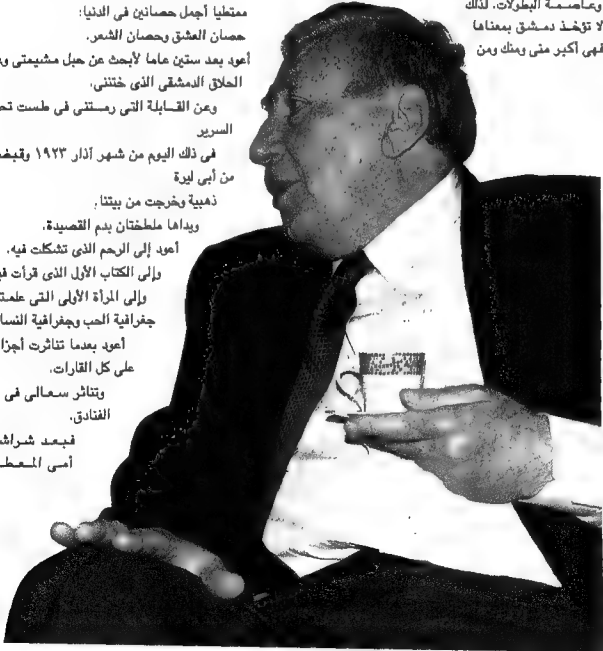 وعاصمة البطولات. لذلك
لا تؤخذ دمشق بمعناها
فهى أكبر منى ومنك ومن
ممتطيا أجمل حصانين فى الدنيا:
حصان العشق وحصان الشعر.
أعود بعد ستين عاما لأبحث عن حبل مشيمتى و
الحلاق الدمشقى الذى ختننى.
وعن القابلة التى رمتنى فى طست تح
السرير
فى ذلك اليوم من شهر آذار ١٩٢٣ وقبض
من أبى ليرة
ذهبية وخرجت من بيتنا.
ويداها ملطختان بدم القصيدة.
أعود إلى الرحم الذى تشكلت فيه.
وإلى الكتاب الأول الذى قرأت في
وإلى المرأة الأولى التى علمت
جغرافية الحب وجغرافية النسا
أعود بعدما تناثرت أجزا
على كل القارات.
وتناثر سعالى فى
الفنادق.
فبعد شراش
أمى المعط